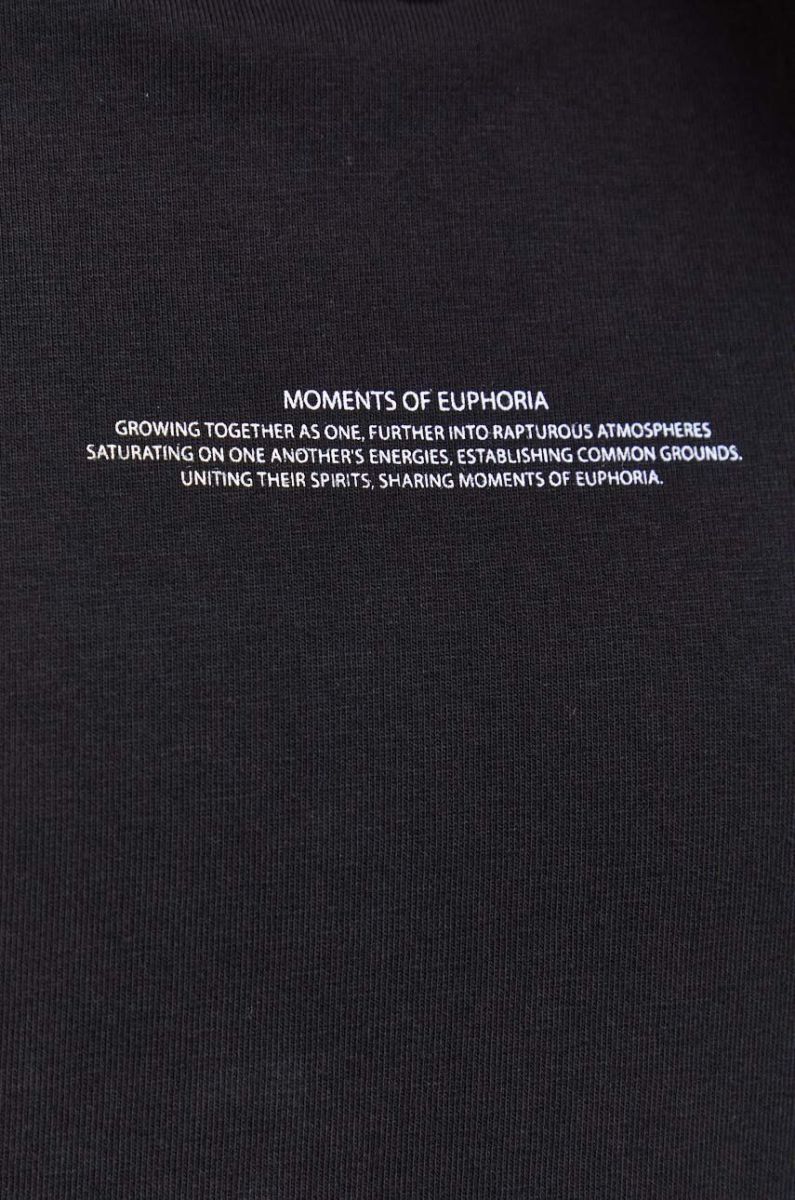 MOMENTS OF EUPHORIA
GROWING TOGETHER AS ONE, FURTHER INTO RAPTUROUS ATMOSPHERES
SATURATING ON ONE ANOTHER'S ENERGIES, ESTABLISHING COMMON GROUNDS.
UNITING THEIR SPIRITS, SHARING MOMENTS OF EUPHORIA.